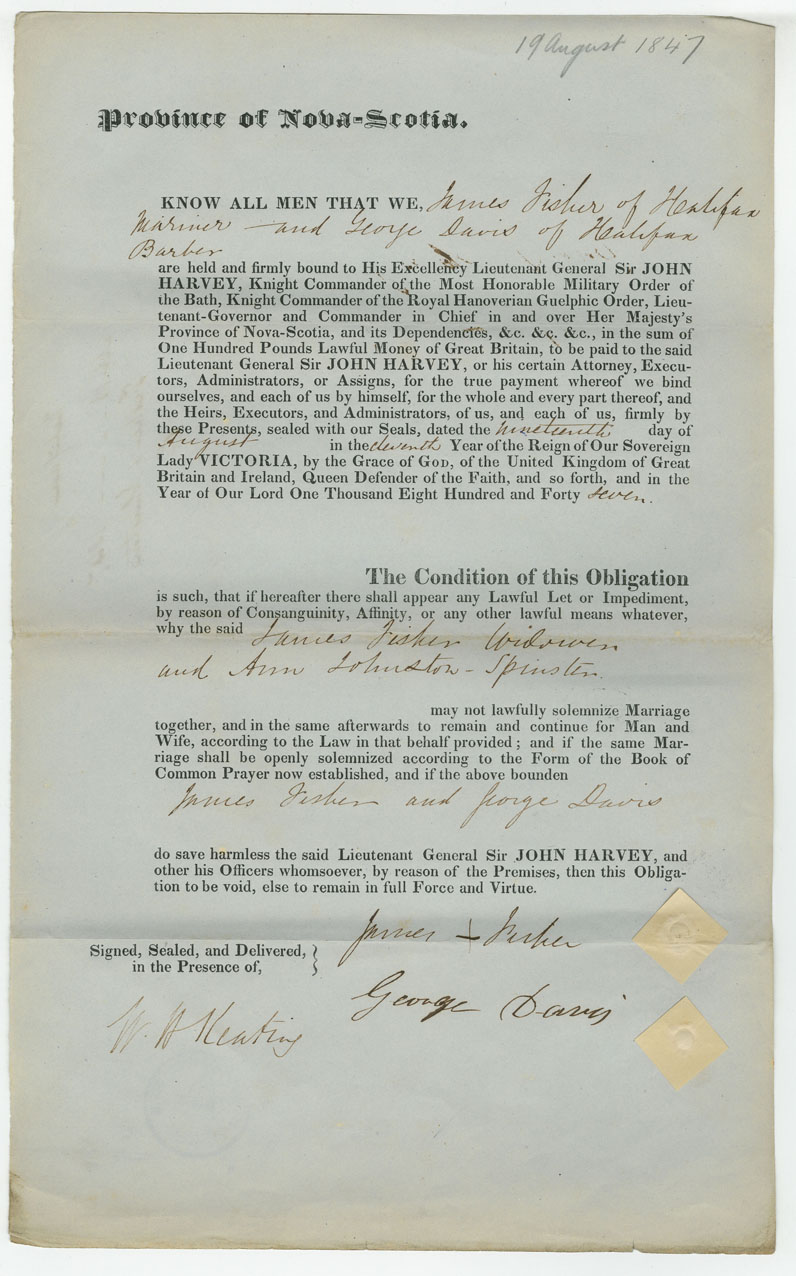 19 August 1847
Province of Nova-Scotia.
KNOW ALL MEN THAT WE, James Fisher of Halifax
Mariner – and George Davis of Halifax
Barber
are held and firmly bound to His Excellency Lieutenant General Sir JOHN
HARVEY, Knight Commander of the Most Honorable Military Order of
the Bath, Knight Commander of the Royal Hanoverian Guelphic Order, Lieu-
tenant-Governor and Commander in Chief in and over Her Majesty's
Province of Nova-Scotia, and its Dependencies, &c. &c. &c., in the sum of
One Hundred Pounds Lawful Money of Great Britain, to be paid to the said
Lieutenant General Sir JOHN HARVEY, or his certain Attorney, Execu-
tors, Administrators, or Assigns, for the true payment whereof we bind
ourselves, and each of us by himself, for the whole and every part thereof, and
the Heirs, Executors, and Administrators, of us, and each of us, firmly by
these Presents, sealed with our Seals, dated the nineteenth day of
August in the eleventh Year of the Reign of Our Sovereign
Lady VICTORIA, by the Grace of GOD, of the United Kingdom of Great
Britain and Ireland, Queen Defender of the Faith, and so forth, and in the
Year of Our Lord One Thousand Eight Hundred and Forty seven.
The Condition of this Obligation
is such, that if hereafter there shall appear any Lawful Let or Impediment,
by reason of Consanguinity, Affinity, or any other lawful means whatever,
why the said James Fisher Widower
and Ann Johnston – Spinster.
may not lawfully solemnize Marriage
together, and in the same afterwards to remain and continue for Man and
Wife, according to the Law in that behalf provided ; and if the same Mar-
riage shall be openly solemnized according to the Form of the Book of
Common Prayer now established, and if the above bounden
James Fisher and George Davis
do save harmless the said Lieutenant General Sir JOHN HARVEY, and
other his Officers whomsoever, by reason of the Premises, then this Obliga-
tion to be void, else to remain in full Force and Virtue.
James + Fisher
Signed, Sealed, and Delivered,
in the Presence of,
George Davis
W. H Keating